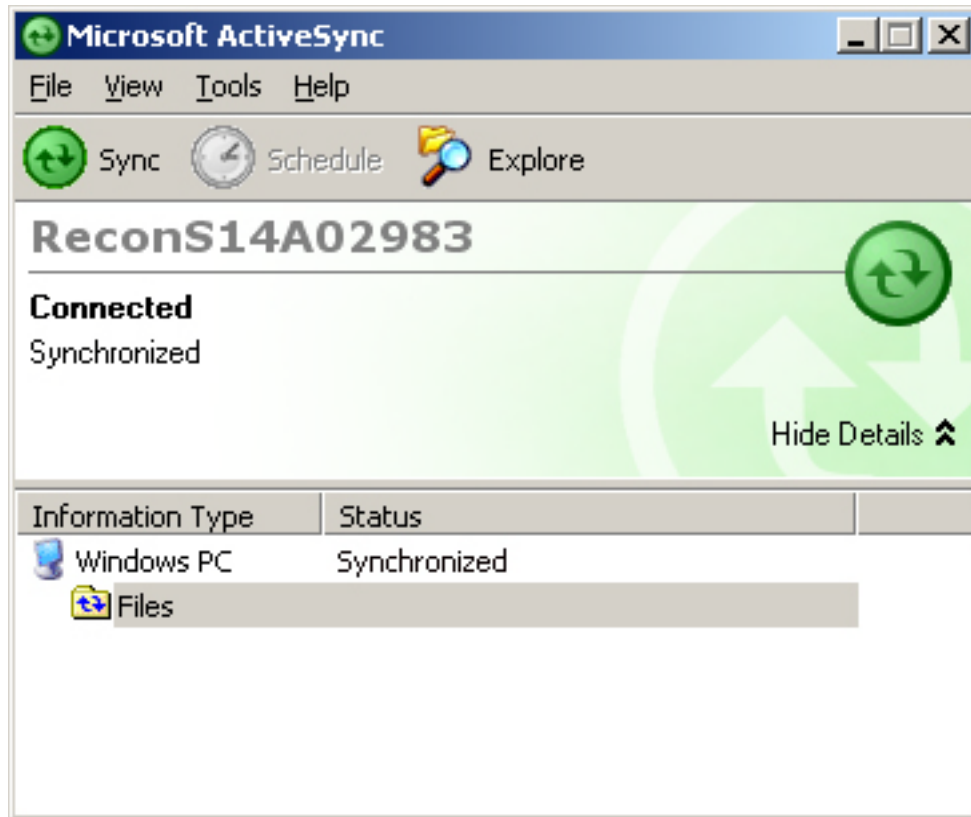 Microsoft ActiveSync
File View Tools Help
Sync Schedule Explore
ReconS14A02983
Connected
Synchronized
Hide Details
Information Type Status
Windows PC Synchronized
Files